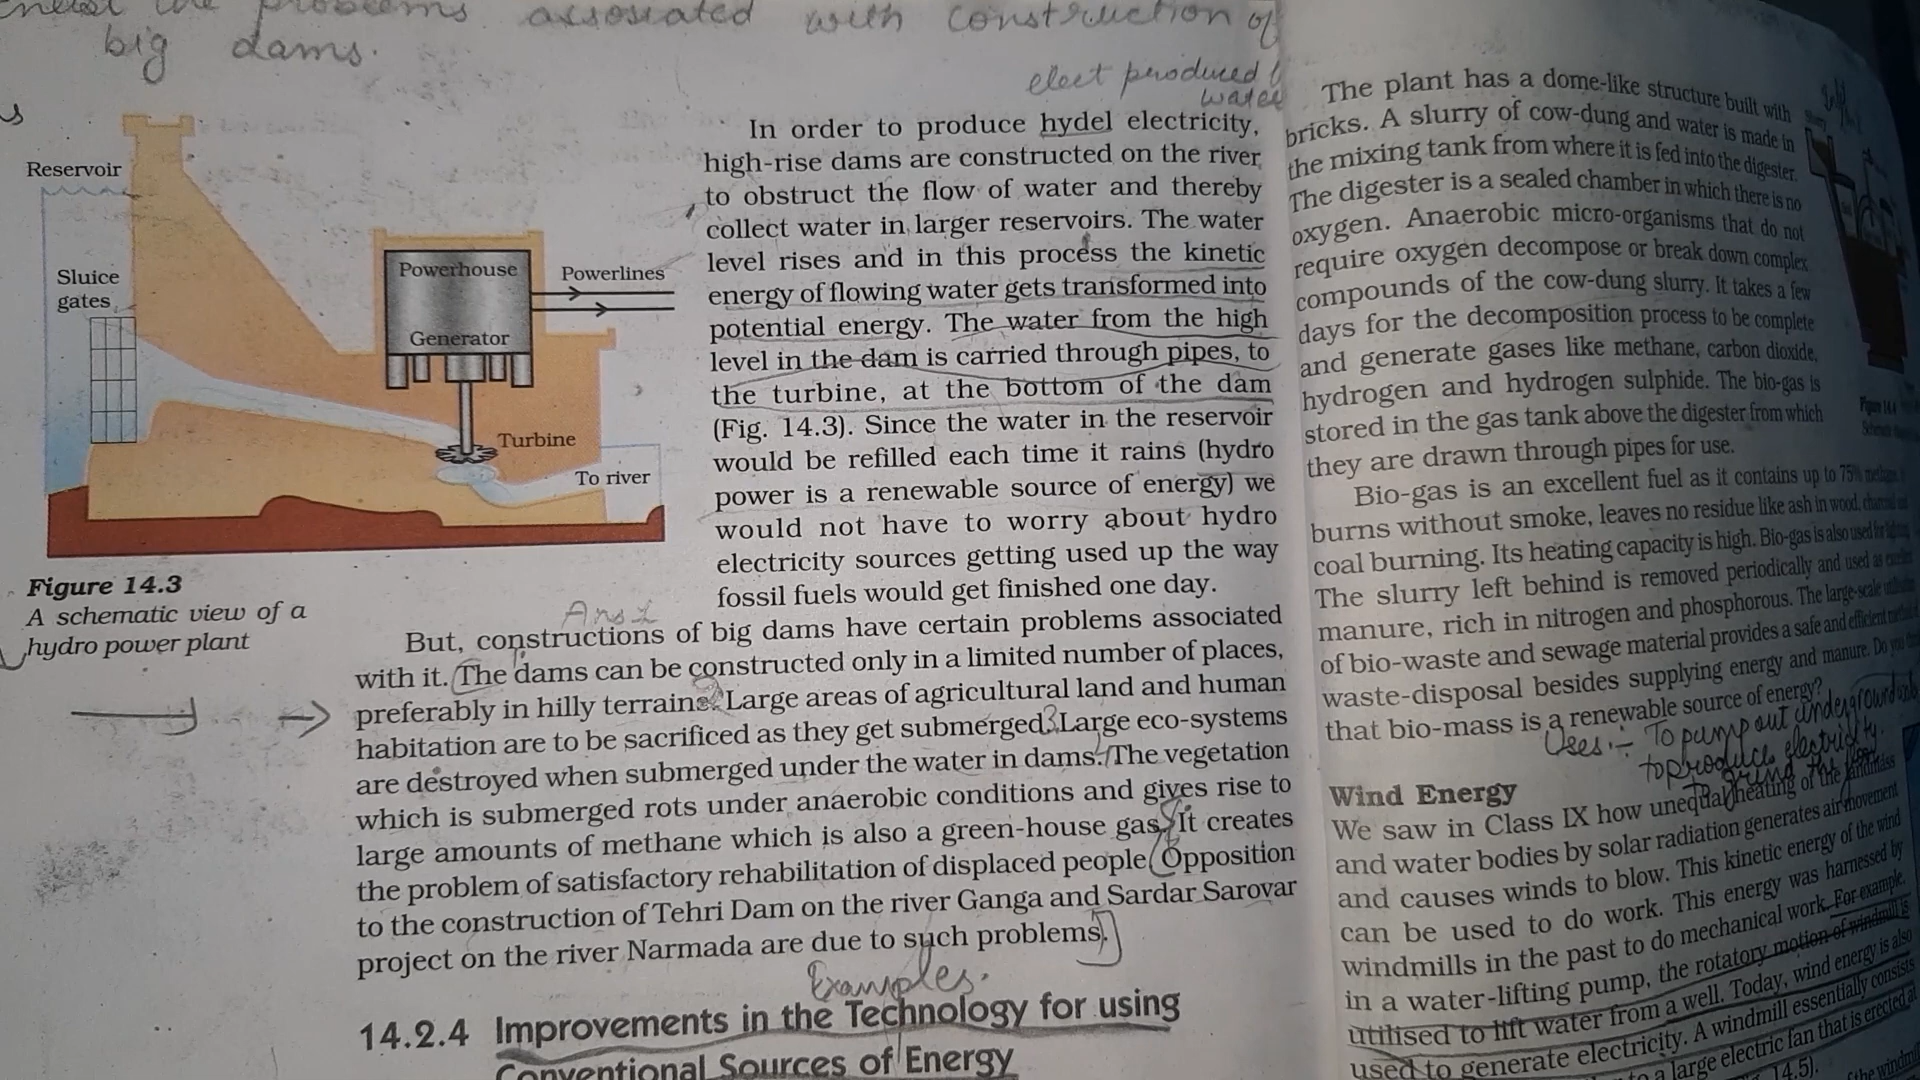 the problems associated with construction of
big dams.
elect produced
water
Reservoir
Sluice
gates
Powerhouse
Generator
Powerlines
Turbine
To river
Figure 14.3
A schematic view of a
hydro power plant
In order to produce hydel electricity,
high-rise dams are constructed on the river
to obstruct the flow of water and thereby
collect water in larger reservoirs. The water
level rises and in this process the kinetic
energy of flowing water gets transformed into
potential energy. The water from the high
level in the dam is carried through pipes, to
the turbine, at the bottom of the dam
(Fig. 14.3). Since the water in the reservoir
would be refilled each time it rains (hydro
power is a renewable source of energy) we
would not have to worry about hydro
electricity sources getting used up the way
fossil fuels would get finished one day.
Ans
But, constructions of big dams have certain problems associated
with it. The dams can be constructed only in a limited number of places,
preferably in hilly terrains. Large areas of agricultural land and human
habitation are to be sacrificed as they get submerged. Large eco-systems
are destroyed when submerged under the water in dams. The vegetation
which is submerged rots under anaerobic conditions and gives rise to
large amounts of methane which is also a green-house gas. It creates
the problem of satisfactory rehabilitation of displaced people. Opposition
to the construction of Tehri Dam on the river Ganga and Sardar Sarovar
project on the river Narmada are due to such problems.
Examples.
14.2.4 Improvements in the Technology for using
Conventional Sources of Energy
The plant has a dome-like structure built with
bricks. A slurry of cow-dung and water is made in
the mixing tank from where it is fed into the digester.
The digester is a sealed chamber in which there is no
oxygen. Anaerobic micro-organisms that do not
require oxygen decompose or break down complex
compounds of the cow-dung slurry. It takes a few
days for the decomposition process to be complete
and generate gases like methane, carbon dioxide,
hydrogen and hydrogen sulphide. The bio-gas is
stored in the gas tank above the digester from which
they are drawn through pipes for use.
Bio-gas is an excellent fuel as it contains up to 75% methane. It
burns without smoke, leaves no residue like ash in wood, charcoal and
coal burning. Its heating capacity is high. Bio-gas is also used for lighting.
The slurry left behind is removed periodically and used as excellent
manure, rich in nitrogen and phosphorous. The large-scale utilisation
of bio-waste and sewage material provides a safe and efficient method of
waste-disposal besides supplying energy and manure. Do you think
that bio-mass is a renewable source of energy?
Uses :- To pump out underground
to produce electricity.
Wind Energy
We saw in Class IX how unequal heating of the landmass
and water bodies by solar radiation generates air movement
and causes winds to blow. This kinetic energy of the wind
can be used to do work. This energy was harnessed by
windmills in the past to do mechanical work. For example,
in a water-lifting pump, the rotatory motion of windmill is
utilised to lift water from a well. Today, wind energy is also
used to generate electricity. A windmill essentially consists
to a large electric fan that is erected at
14.5).